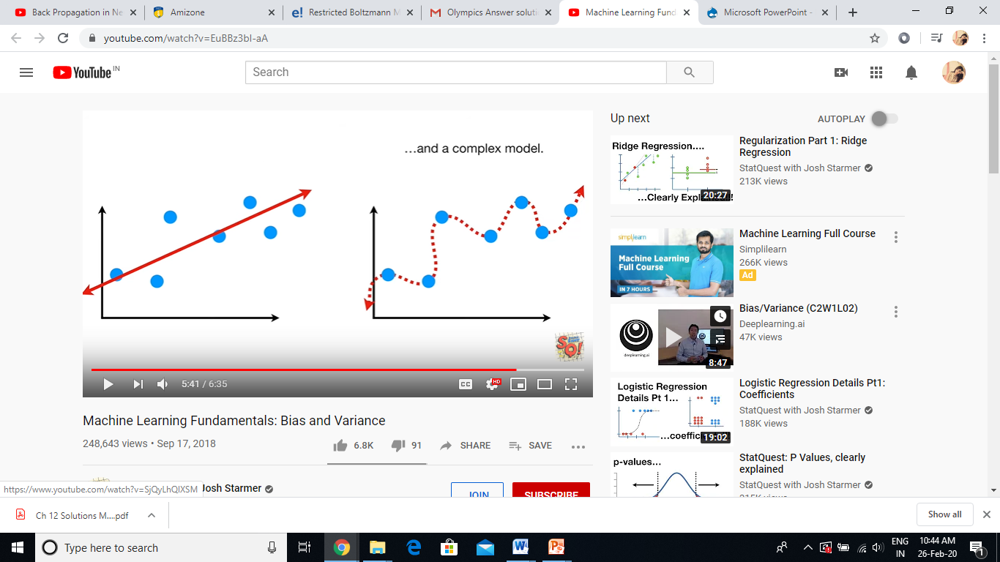 Back Propagation in Ne
Amizone
Restricted Boltzmann M
Olympics Answer soluti
Machine Learning Fund
Microsoft PowerPoint -
youtube.com/watch?v=EuBBz3bI-aA
YouTube IN
Search
...and a complex model.
5:41 / 6:35
CC
HD
Machine Learning Fundamentals: Bias and Variance
248,643 views • Sep 17, 2018
6.8K
91
SHARE
SAVE
Josh Starmer
JOIN
SUBSCRIBE
https://www.youtube.com/watch?v=SjQyLhQIXSM
Up next
AUTOPLAY
Ridge Regression....
...Clearly Expl
20:27
Regularization Part 1: Ridge
Regression
StatQuest with Josh Starmer
213K views
simplilearn
Machine Learning
Full Course
IN 7 HOURS
Machine Learning Full Course
Simplilearn
266K views
Ad
deeplearning.ai
8:47
Bias/Variance (C2W1L02)
Deeplearning.ai
47K views
Logistic Regression
Details Pt 1...
...coeffic
19:02
Logistic Regression Details Pt1:
Coefficients
StatQuest with Josh Starmer
188K views
p-values...
StatQuest: P Values, clearly
explained
StatQuest with Josh Starmer
Ch 12 Solutions M....pdf
Show all
Type here to search
ENG
IN
10:44 AM
26-Feb-20
1